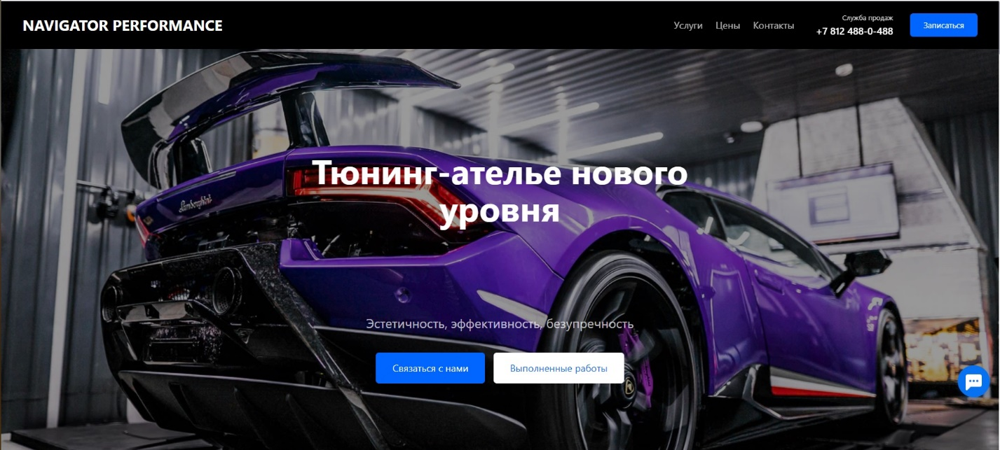 NAVIGATOR PERFORMANCE
Услуги Цены Контакты
Служба продаж
+7 812 488-0-488
Записаться
Lamborghini
Тюнинг-ателье нового
уровня
Эстетичность, эффективность, безупречность
Связаться с нами
Выполненные работы